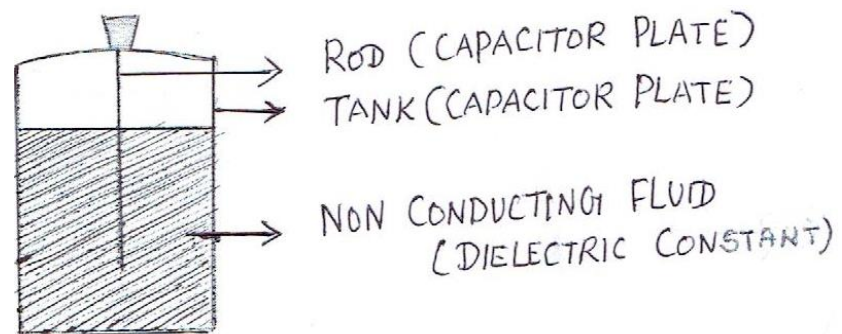 ROD (CAPACITOR PLATE)
TANK (CAPACITOR PLATE)
NON CONDUCTING FLUID
(DIELECTRIC CONSTANT)